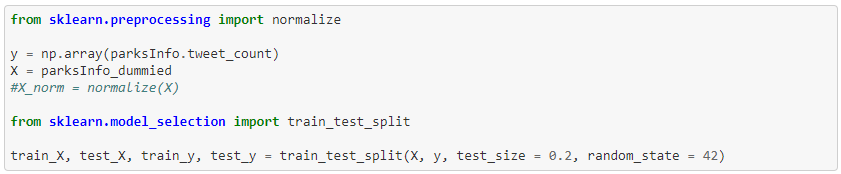 from sklearn.preprocessing import normalize
y = np.array(parksInfo.tweet_count)
X = parksInfo_dummied
#X_norm = normalize(X)
from sklearn.model_selection import train_test_split
train_X, test_X, train_y, test_y = train_test_split(X, y, test_size = 0.2, random_state = 42)